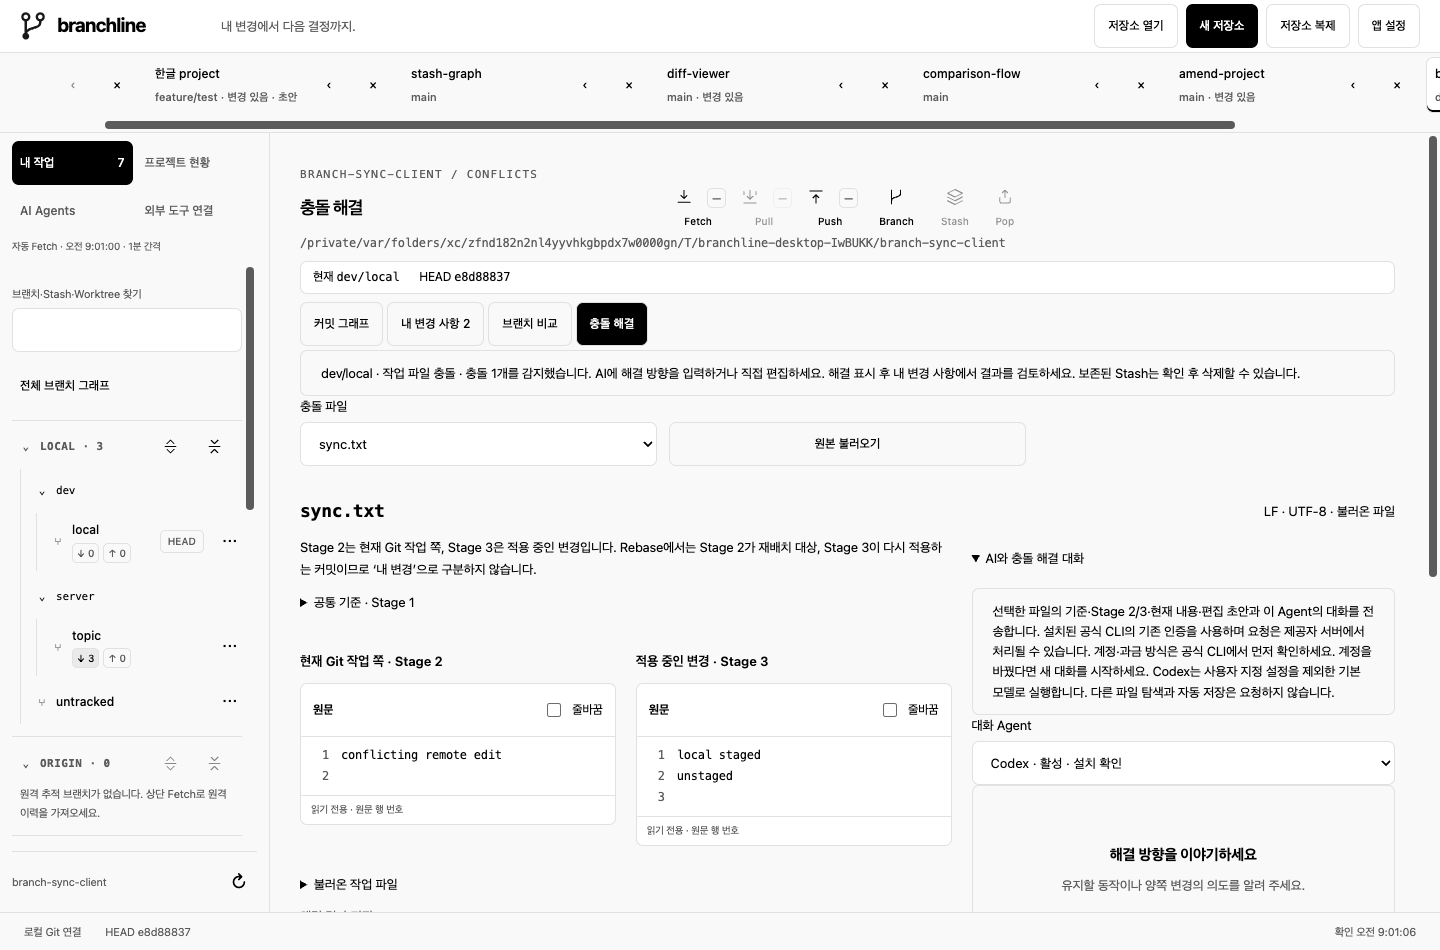 branchline
내 변경에서 다음 결정까지.
저장소 열기
새 저장소
저장소 복제
앱 설정
한글 project
feature/test · 변경 있음 · 초안
stash-graph
main
diff-viewer
main · 변경 있음
comparison-flow
main
amend-project
main · 변경 있음
내 작업 7
프로젝트 현황
AI Agents
외부 도구 연결
자동 Fetch · 오전 9:01:00 · 1분 간격
브랜치·Stash·Worktree 찾기
전체 브랜치 그래프
LOCAL · 3
dev
local
↓ 0 ↑ 0
HEAD
server
topic
↓ 3 ↑ 0
untracked
ORIGIN · 0
원격 추적 브랜치가 없습니다. 상단 Fetch로 원격
이력을 가져오세요.
branch-sync-client
BRANCH-SYNC-CLIENT / CONFLICTS
충돌 해결
Fetch
Pull
Push
Branch
Stash
Pop
/private/var/folders/xc/zfnd182n2nl4yyvhkgbpdx7w0000gn/T/branchline-desktop-IwBUKK/branch-sync-client
현재 dev/local HEAD e8d88837
커밋 그래프
내 변경 사항 2
브랜치 비교
충돌 해결
dev/local · 작업 파일 충돌 · 충돌 1개를 감지했습니다. AI에 해결 방향을 입력하거나 직접 편집하세요. 해결 표시 후 내 변경 사항에서 결과를 검토하세요. 보존된 Stash는 확인 후 삭제할 수 있습니다.
충돌 파일
sync.txt
원본 불러오기
sync.txt
LF · UTF-8 · 불러온 파일
Stage 2는 현재 Git 작업 쪽, Stage 3은 적용 중인 변경입니다. Rebase에서는 Stage 2가 재배치 대상, Stage 3이 다시 적용하
는 커밋이므로 ‘내 변경’으로 구분하지 않습니다.
공통 기준 · Stage 1
현재 Git 작업 쪽 · Stage 2
원문
줄바꿈
1 conflicting remote edit
2
읽기 전용 · 원문 행 번호
적용 중인 변경 · Stage 3
원문
줄바꿈
1 local staged
2 unstaged
3
읽기 전용 · 원문 행 번호
불러온 작업 파일
AI와 충돌 해결 대화
선택한 파일의 기준·Stage 2/3·현재 내용·편집 초안과 이 Agent의 대화를 전
송합니다. 설치된 공식 CLI의 기존 인증을 사용하며 요청은 제공자 서버에서
처리될 수 있습니다. 계정·과금 방식은 공식 CLI에서 먼저 확인하세요. 계정을
바꿨다면 새 대화를 시작하세요. Codex는 사용자 지정 설정을 제외한 기본
모델로 실행합니다. 다른 파일 탐색과 자동 저장은 요청하지 않습니다.
대화 Agent
Codex · 활성 · 설치 확인
해결 방향을 이야기하세요
유지할 동작이나 양쪽 변경의 의도를 알려 주세요.
로컬 Git 연결
HEAD e8d88837
확인 오전 9:01:06